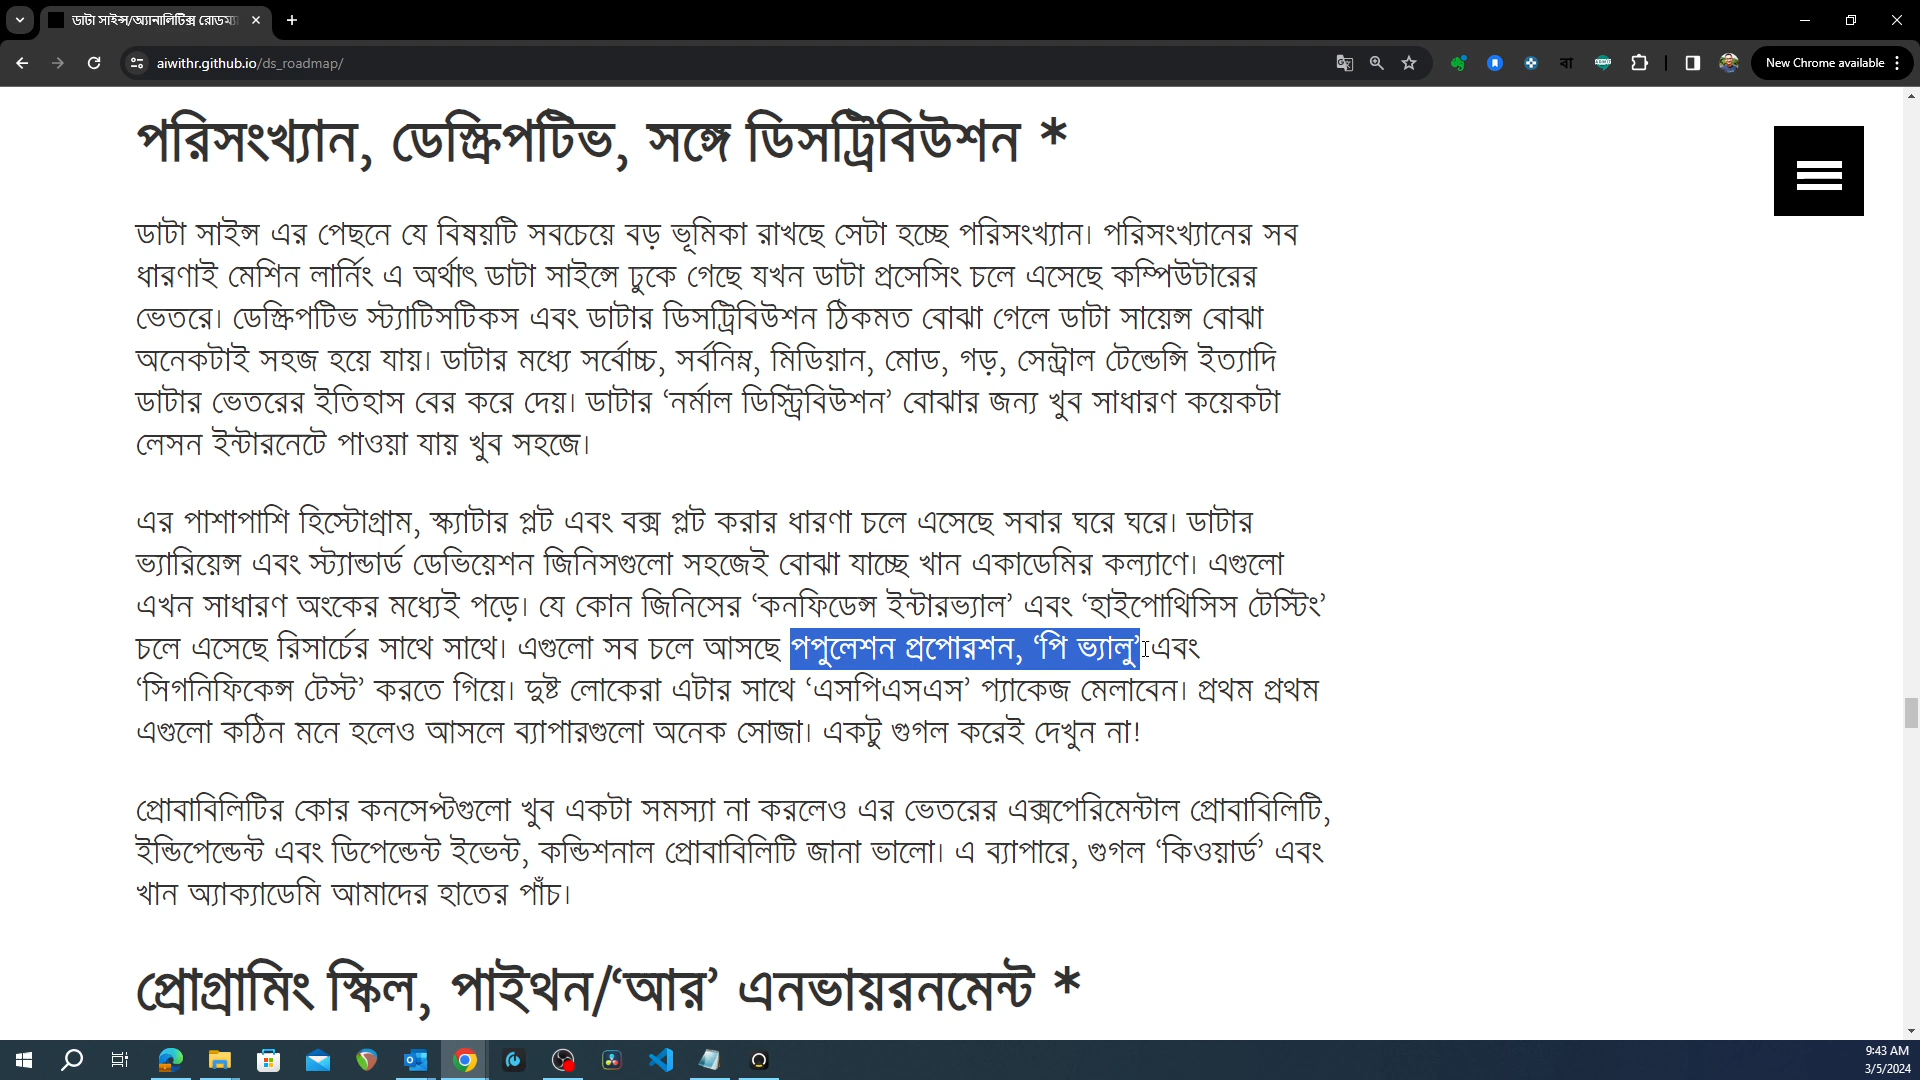 ডাটা সাইন্স/অ্যানালিটিক্স রোডম্যা
aiwithr.github.io/ds_roadmap/
New Chrome available
পরিসংখ্যান, ডেস্ক্রিপটিভ, সঙ্গে ডিসট্রিবিউশন *
ডাটা সাইন্স এর পেছনে যে বিষয়টি সবচেয়ে বড় ভূমিকা রাখছে সেটা হচ্ছে পরিসংখ্যান। পরিসংখ্যানের সব
ধারণাই মেশিন লার্নিং এ অর্থাৎ ডাটা সাইন্সে ঢুকে গেছে যখন ডাটা প্রসেসিং চলে এসেছে কম্পিউটারের
ভেতরে। ডেস্ক্রিপটিভ স্ট্যাটিসটিকস এবং ডাটার ডিসট্রিবিউশন ঠিকমত বোঝা গেলে ডাটা সায়েন্স বোঝা
অনেকটাই সহজ হয়ে যায়। ডাটার মধ্যে সর্বোচ্চ, সর্বনিম্ন, মিডিয়ান, মোড, গড়, সেন্ট্রাল টেন্ডেন্সি ইত্যাদি
ডাটার ভেতরের ইতিহাস বের করে দেয়। ডাটার ‘নর্মাল ডিস্ট্রিবিউশন’ বোঝার জন্য খুব সাধারণ কয়েকটা
লেসন ইন্টারনেটে পাওয়া যায় খুব সহজে।
এর পাশাপাশি হিস্টোগ্রাম, স্ক্যাটার প্লট এবং বক্স প্লট করার ধারণা চলে এসেছে সবার ঘরে ঘরে। ডাটার
ভ্যারিয়েন্স এবং স্ট্যান্ডার্ড ডেভিয়েশন জিনিসগুলো সহজেই বোঝা যাচ্ছে খান একাডেমির কল্যাণে। এগুলো
এখন সাধারণ অংকের মধ্যেই পড়ে। যে কোন জিনিসের ‘কনফিডেন্স ইন্টারভ্যাল’ এবং ‘হাইপোথিসিস টেস্টিং’
চলে এসেছে রিসার্চের সাথে সাথে। এগুলো সব চলে আসছে পপুলেশন প্রপোরশন, ‘পি ভ্যালু’ এবং
‘সিগনিফিকেন্স টেস্ট’ করতে গিয়ে। দুষ্ট লোকেরা এটার সাথে ‘এসপিএসএস’ প্যাকেজ মেলাবেন। প্রথম প্রথম
এগুলো কঠিন মনে হলেও আসলে ব্যাপারগুলো অনেক সোজা। একটু গুগল করেই দেখুন না!
প্রোবাবিলিটির কোর কনসেপ্টগুলো খুব একটা সমস্যা না করলেও এর ভেতরের এক্সপেরিমেন্টাল প্রোবাবিলিটি,
ইন্ডিপেন্ডেন্ট এবং ডিপেন্ডেন্ট ইভেন্ট, কন্ডিশনাল প্রোবাবিলিটি জানা ভালো। এ ব্যাপারে, গুগল ‘কিওয়ার্ড’ এবং
খান অ্যাক্যাডেমি আমাদের হাতের পাঁচ।
প্রোগ্রামিং স্কিল, পাইথন/‘আর’ এনভায়রনমেন্ট *
9:43 AM
3/5/2024